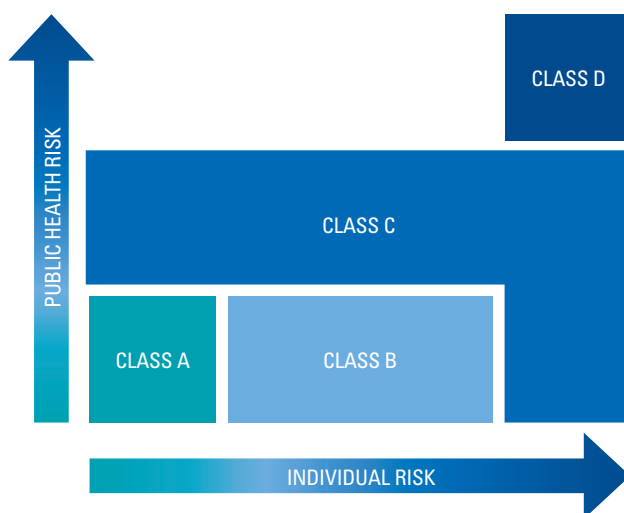 CLASS D
PUBLIC HEALTH RISK
CLASS C
CLASS A
CLASS B
INDIVIDUAL RISK